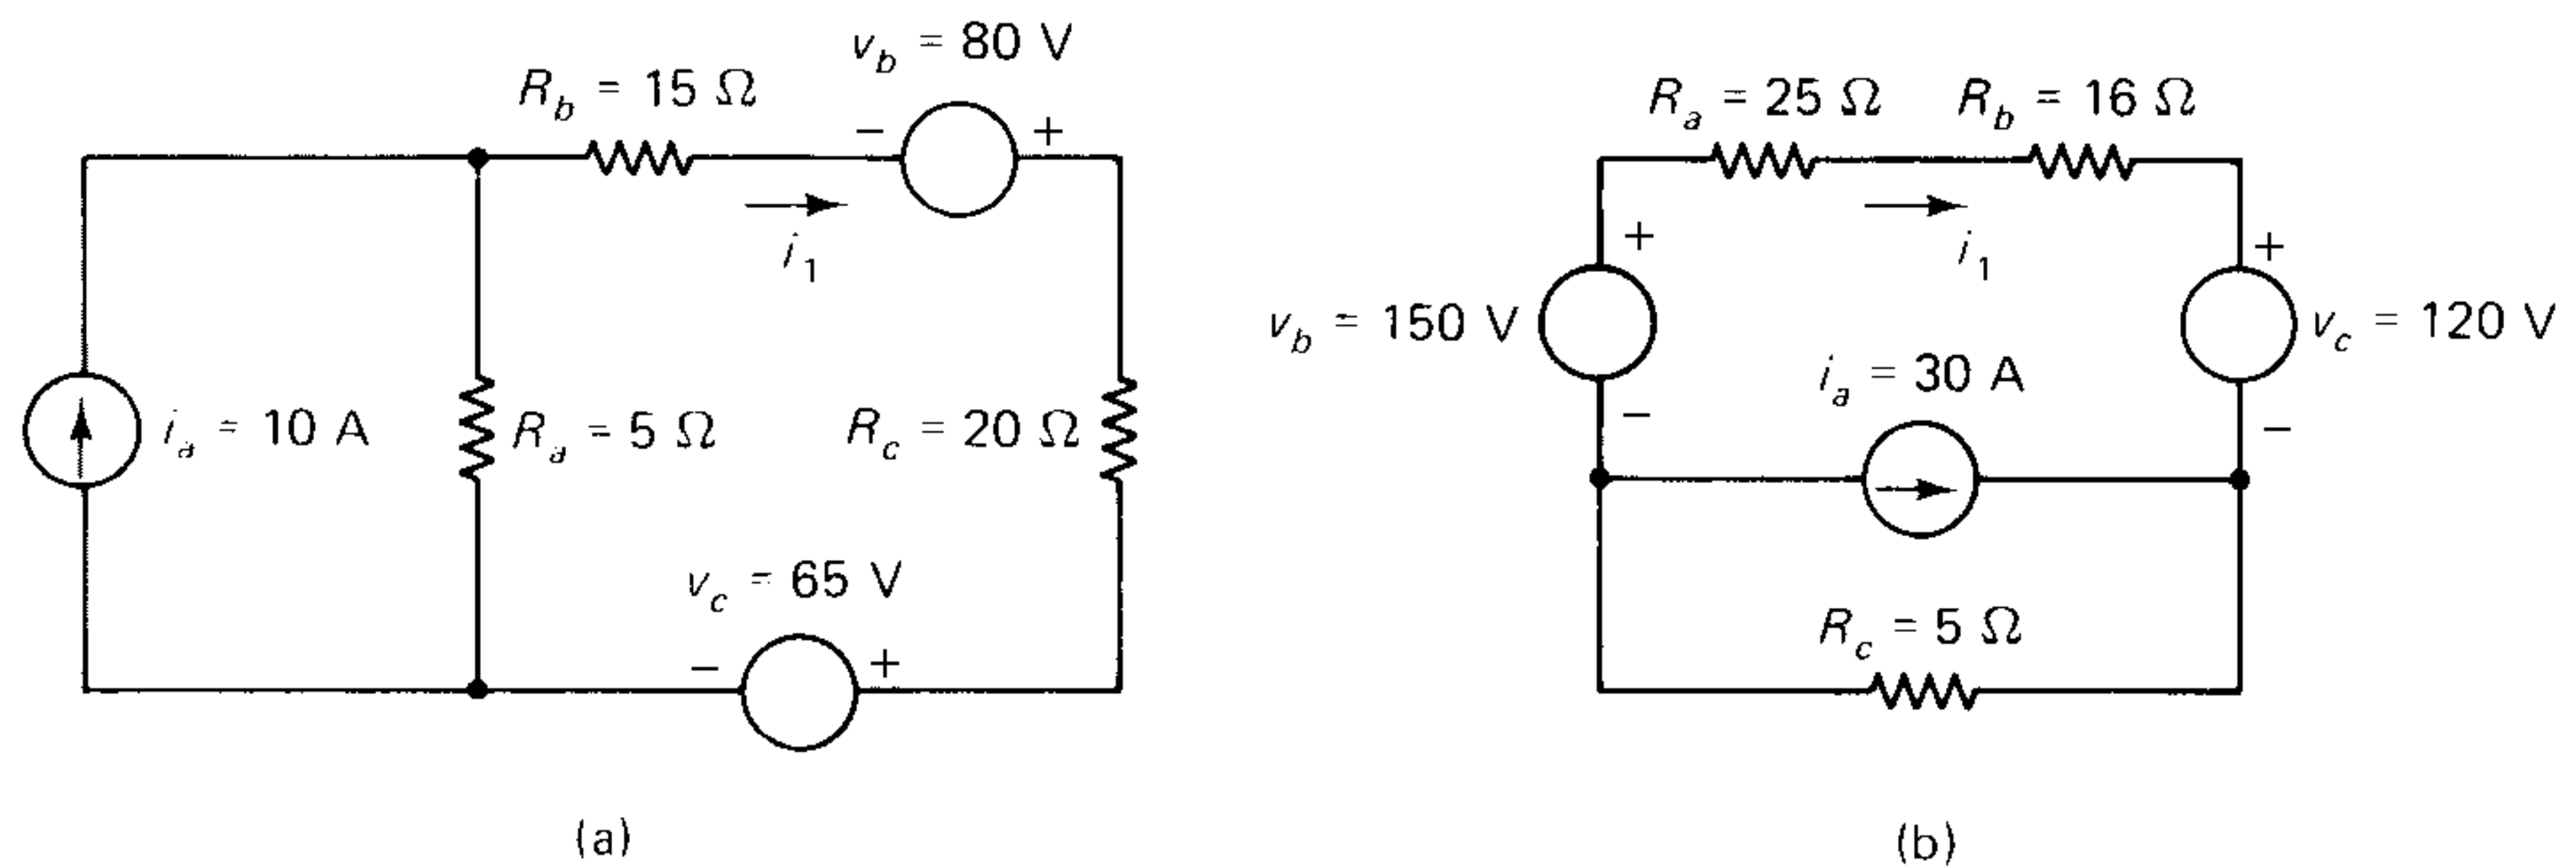 v_b = 80 V
R_b = 15 Ω
− +
i_1
i_a = 10 A
R_a = 5 Ω
R_c = 20 Ω
v_c = 65 V
− +
(a)
R_a = 25 Ω R_b = 16 Ω
i_1
+ +
v_b = 150 V
v_c = 120 V
i_a = 30 A
− −
R_c = 5 Ω
(b)